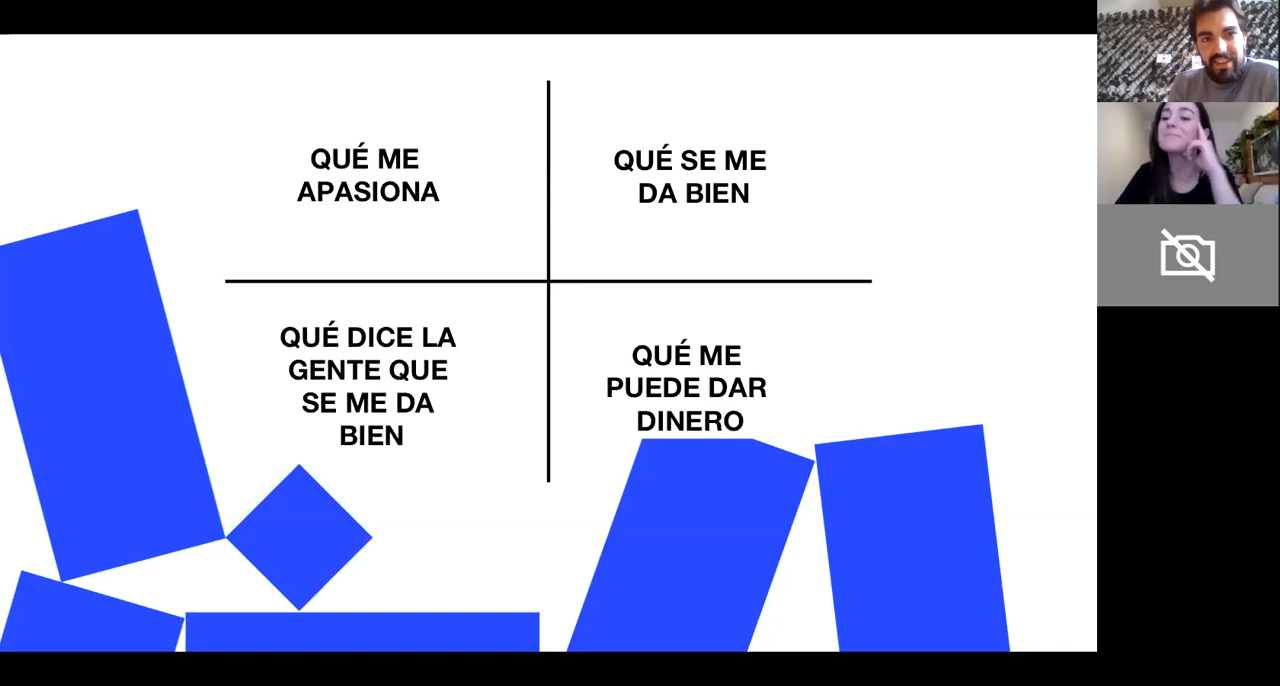 QUÉ ME
APASIONA
QUÉ SE ME
DA BIEN
QUÉ DICE LA
GENTE QUE
SE ME DA
BIEN
QUÉ ME
PUEDE DAR
DINERO